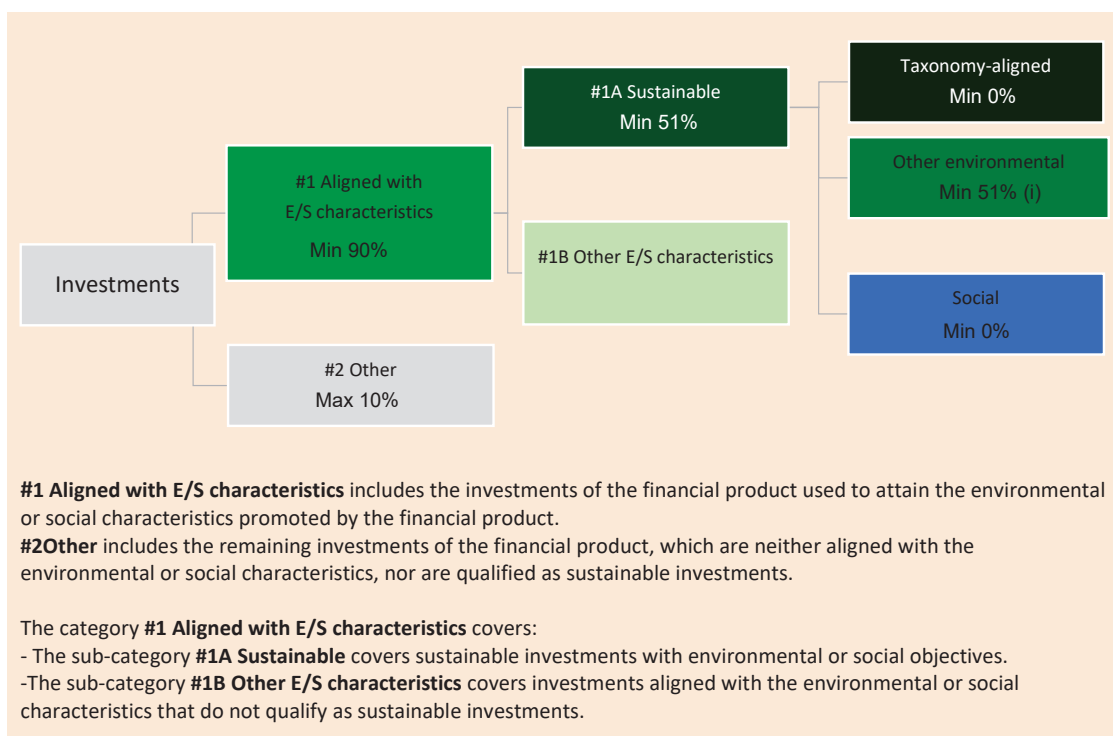 Investments
#1 Aligned with
E/S characteristics
Min 90%
#2 Other
Max 10%
#1A Sustainable
Min 51%
#1B Other E/S characteristics
Taxonomy-aligned
Min 0%
Other environmental
Min 51% (i)
Social
Min 0%
#1 Aligned with E/S characteristics includes the investments of the financial product used to attain the environmental
or social characteristics promoted by the financial product.
#2Other includes the remaining investments of the financial product, which are neither aligned with the
environmental or social characteristics, nor are qualified as sustainable investments.
The category #1 Aligned with E/S characteristics covers:
- The sub-category #1A Sustainable covers sustainable investments with environmental or social objectives.
-The sub-category #1B Other E/S characteristics covers investments aligned with the environmental or social
characteristics that do not qualify as sustainable investments.